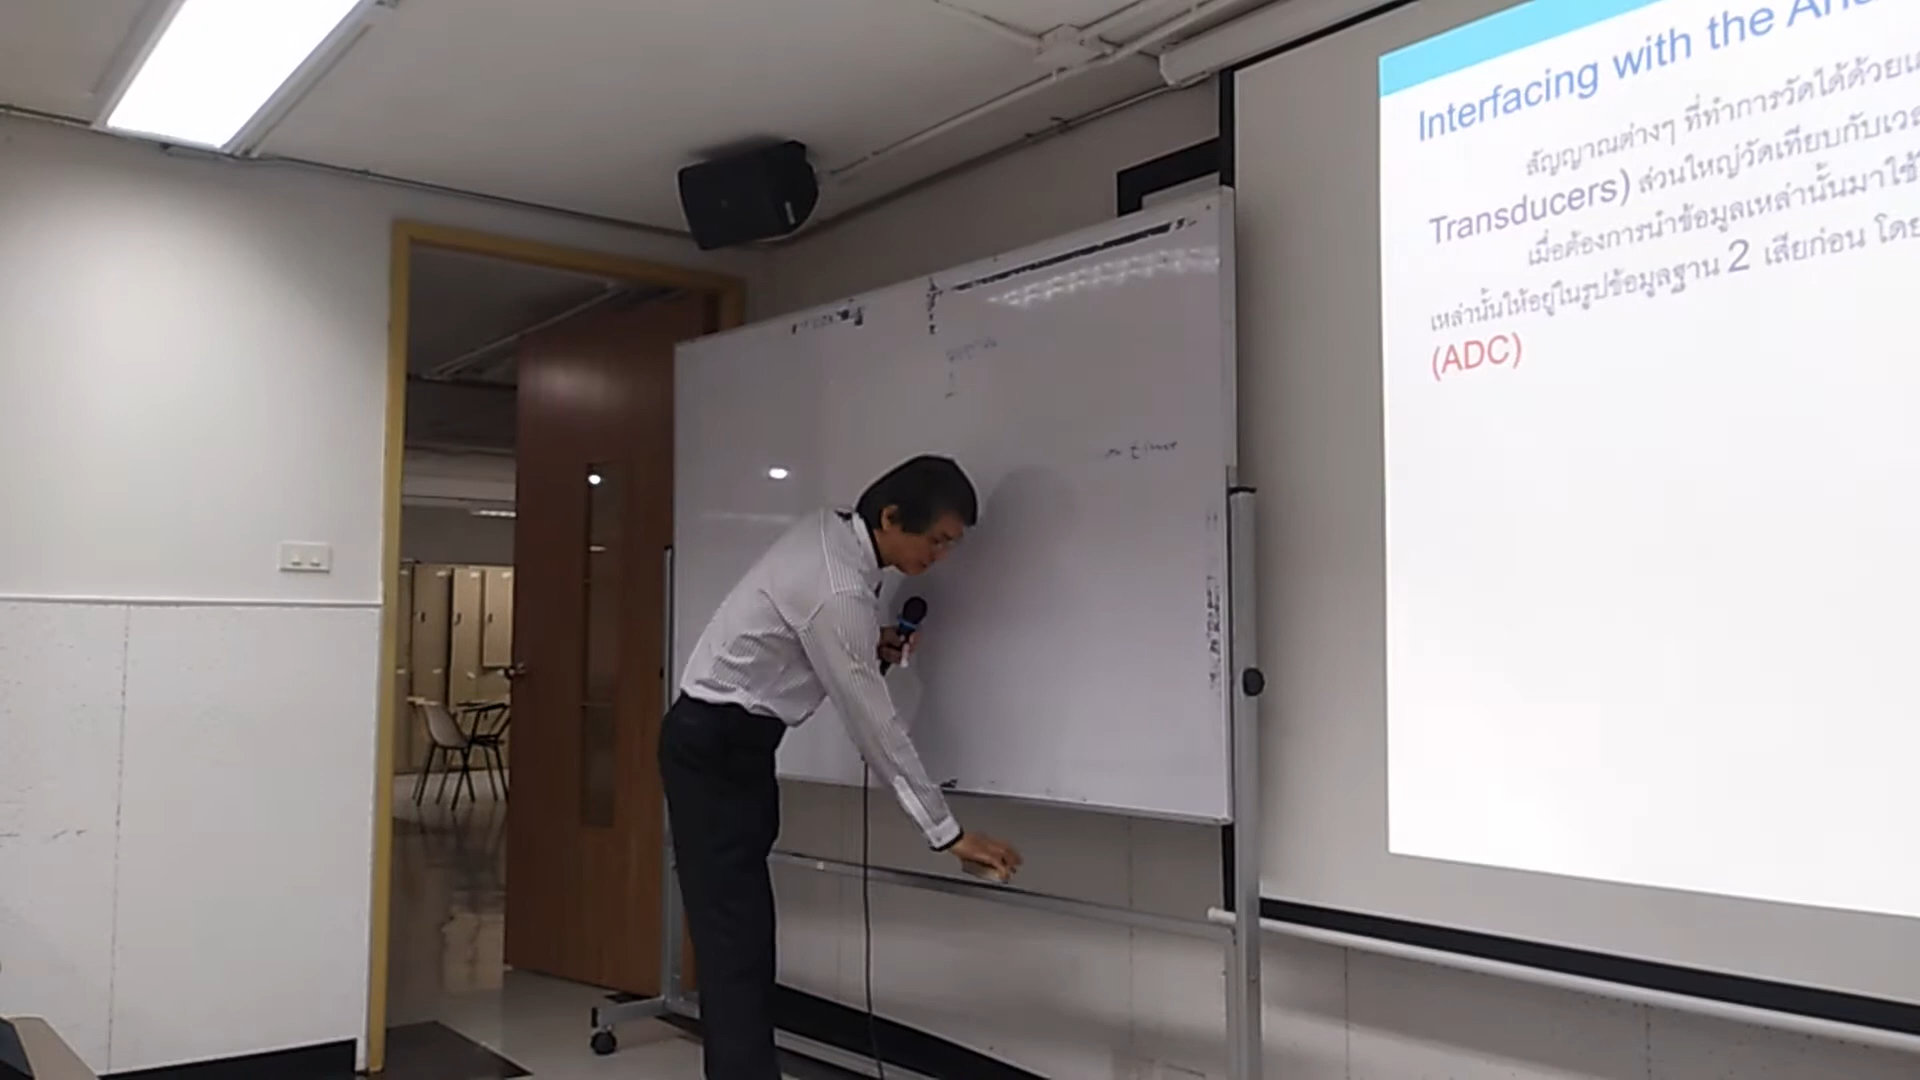 Interfacing with the Ana
สัญญาณต่างๆ ที่ทำการวัดได้ด้วยเ
Transducers) ส่วนใหญ่วัดเทียบกับเวล
เมื่อต้องการนำข้อมูลเหล่านั้นมาใช้
เหล่านั้นให้อยู่ในรูปข้อมูลฐาน 2 เสียก่อน โดย
(ADC)
time